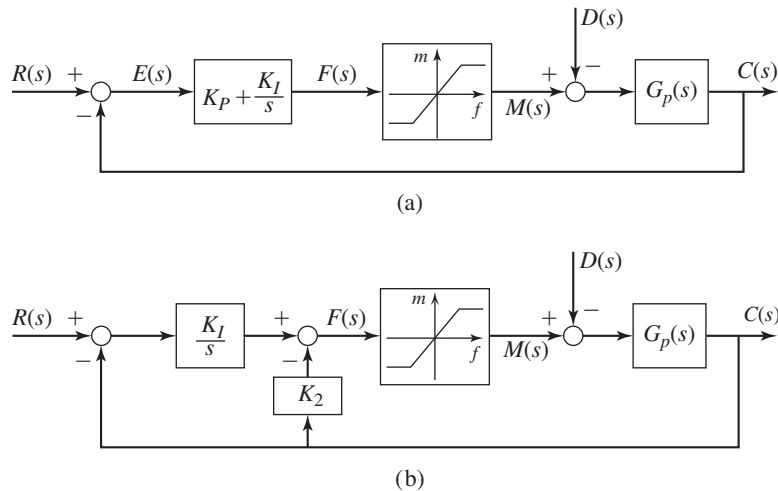 D(s)
R(s) + E(s) K_P + K_I/s F(s) m f M(s) + − G_p(s) C(s)
−
(a)
D(s)
R(s) + K_I/s + F(s) m f M(s) + − G_p(s) C(s)
− −
K_2
(b)